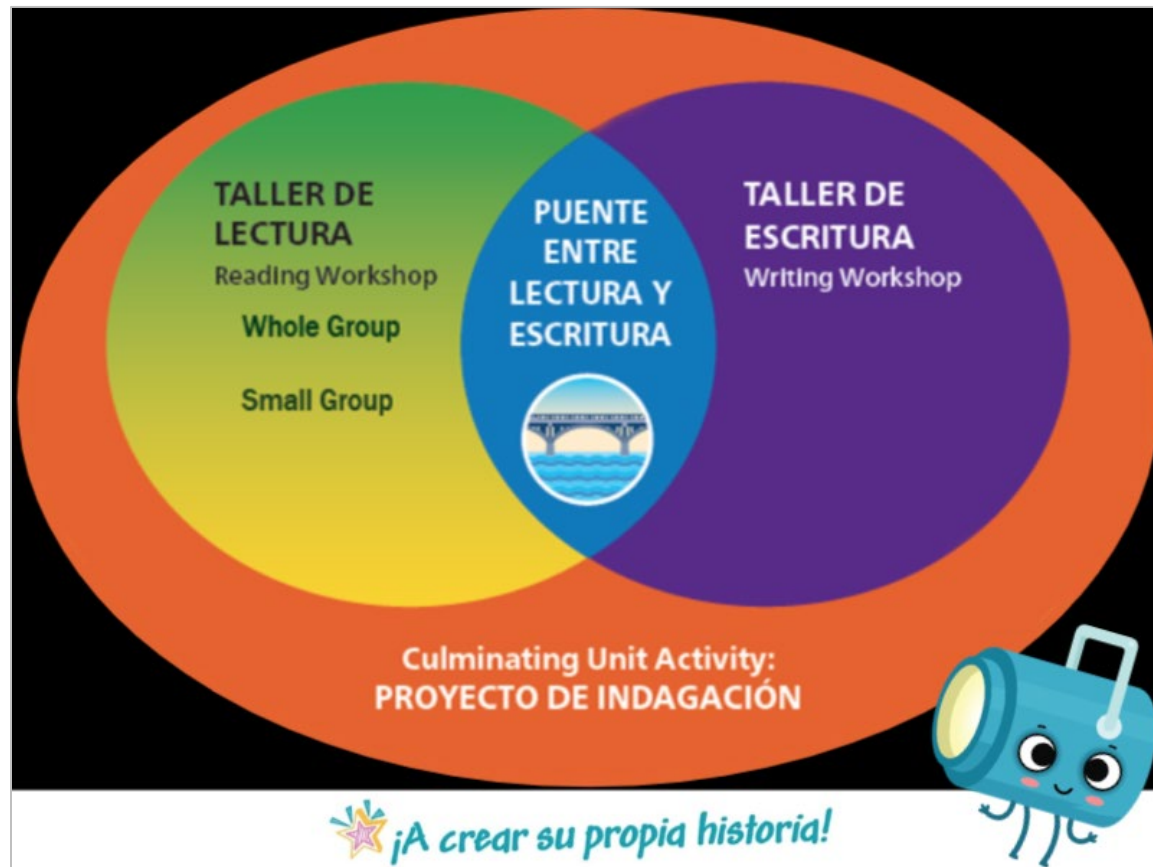 TALLER DE
LECTURA
Reading Workshop
Whole Group
Small Group
PUENTE
ENTRE
LECTURA Y
ESCRITURA
TALLER DE
ESCRITURA
Writing Workshop
Culminating Unit Activity:
PROYECTO DE INDAGACIÓN
¡A crear su propia historia!